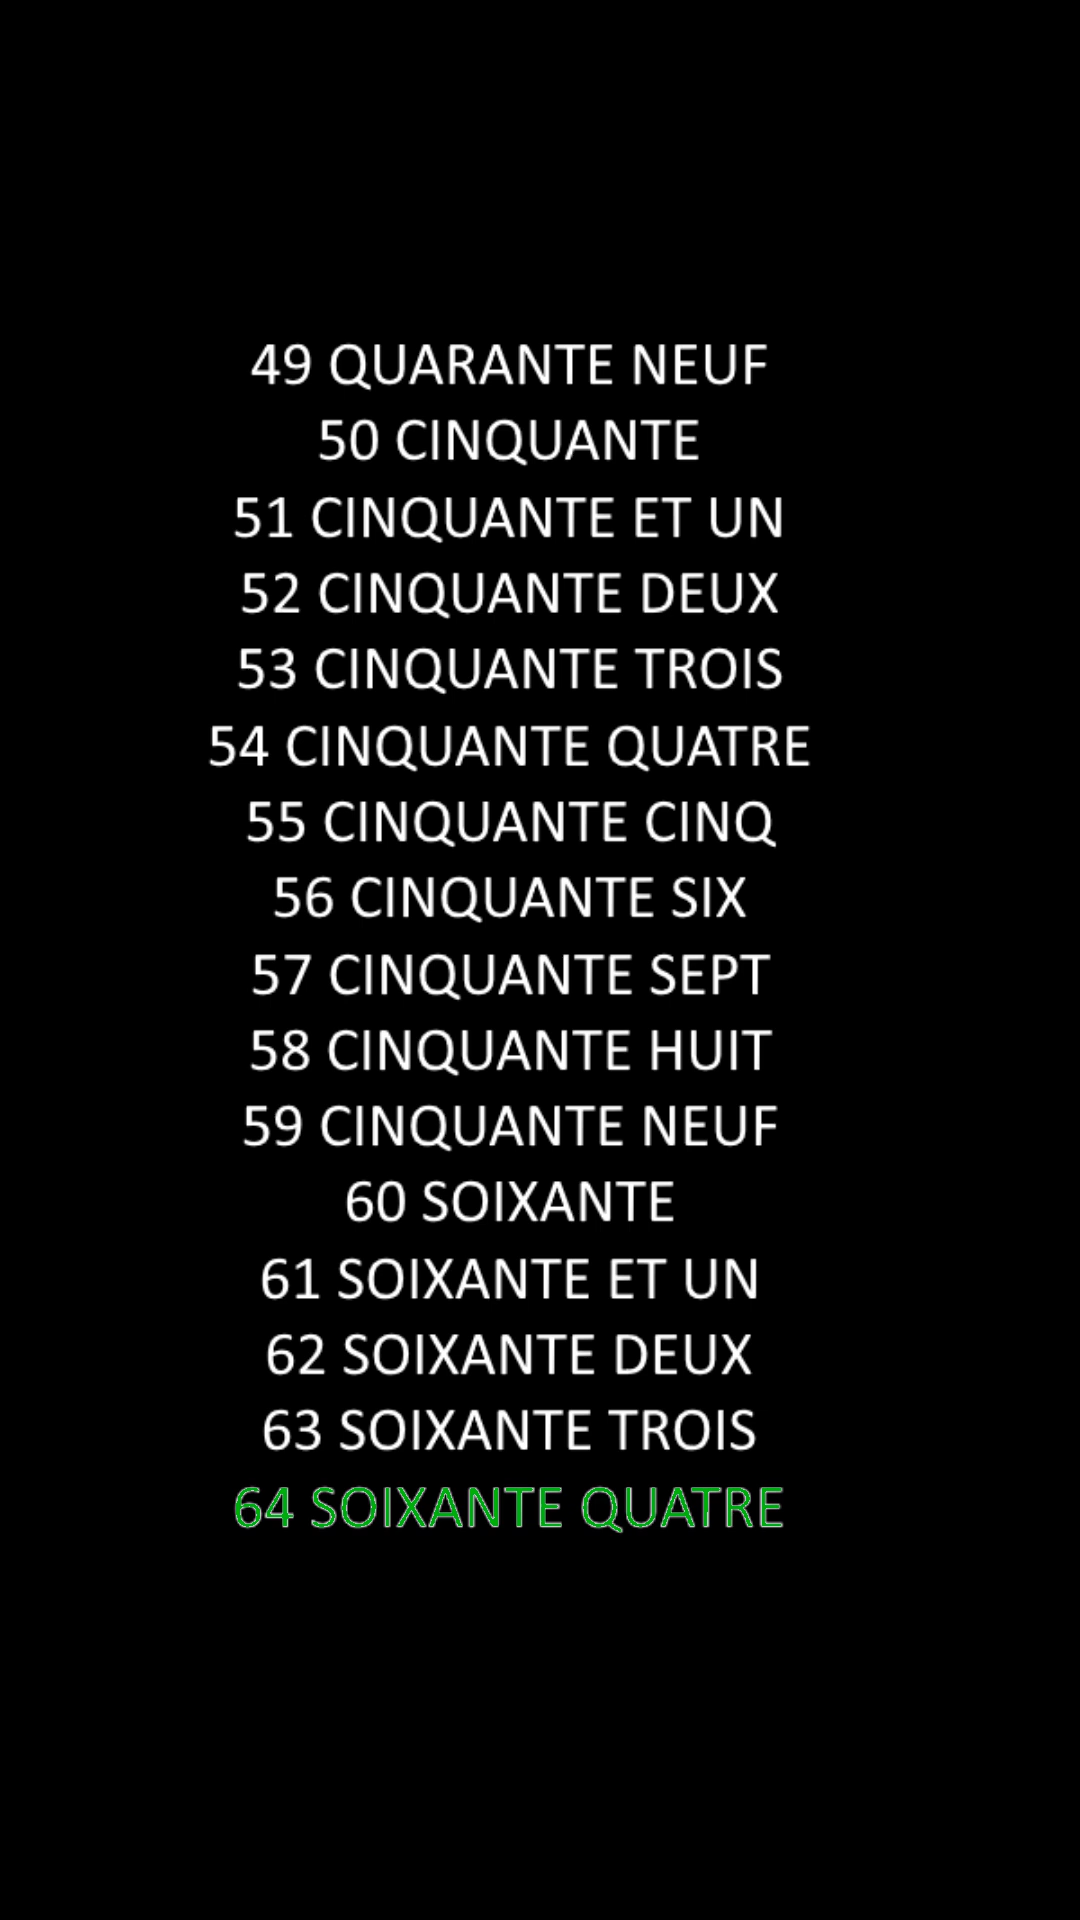 49 QUARANTE NEUF
50 CINQUANTE
51 CINQUANTE ET UN
52 CINQUANTE DEUX
53 CINQUANTE TROIS
54 CINQUANTE QUATRE
55 CINQUANTE CINQ
56 CINQUANTE SIX
57 CINQUANTE SEPT
58 CINQUANTE HUIT
59 CINQUANTE NEUF
60 SOIXANTE
61 SOIXANTE ET UN
62 SOIXANTE DEUX
63 SOIXANTE TROIS
64 SOIXANTE QUATRE